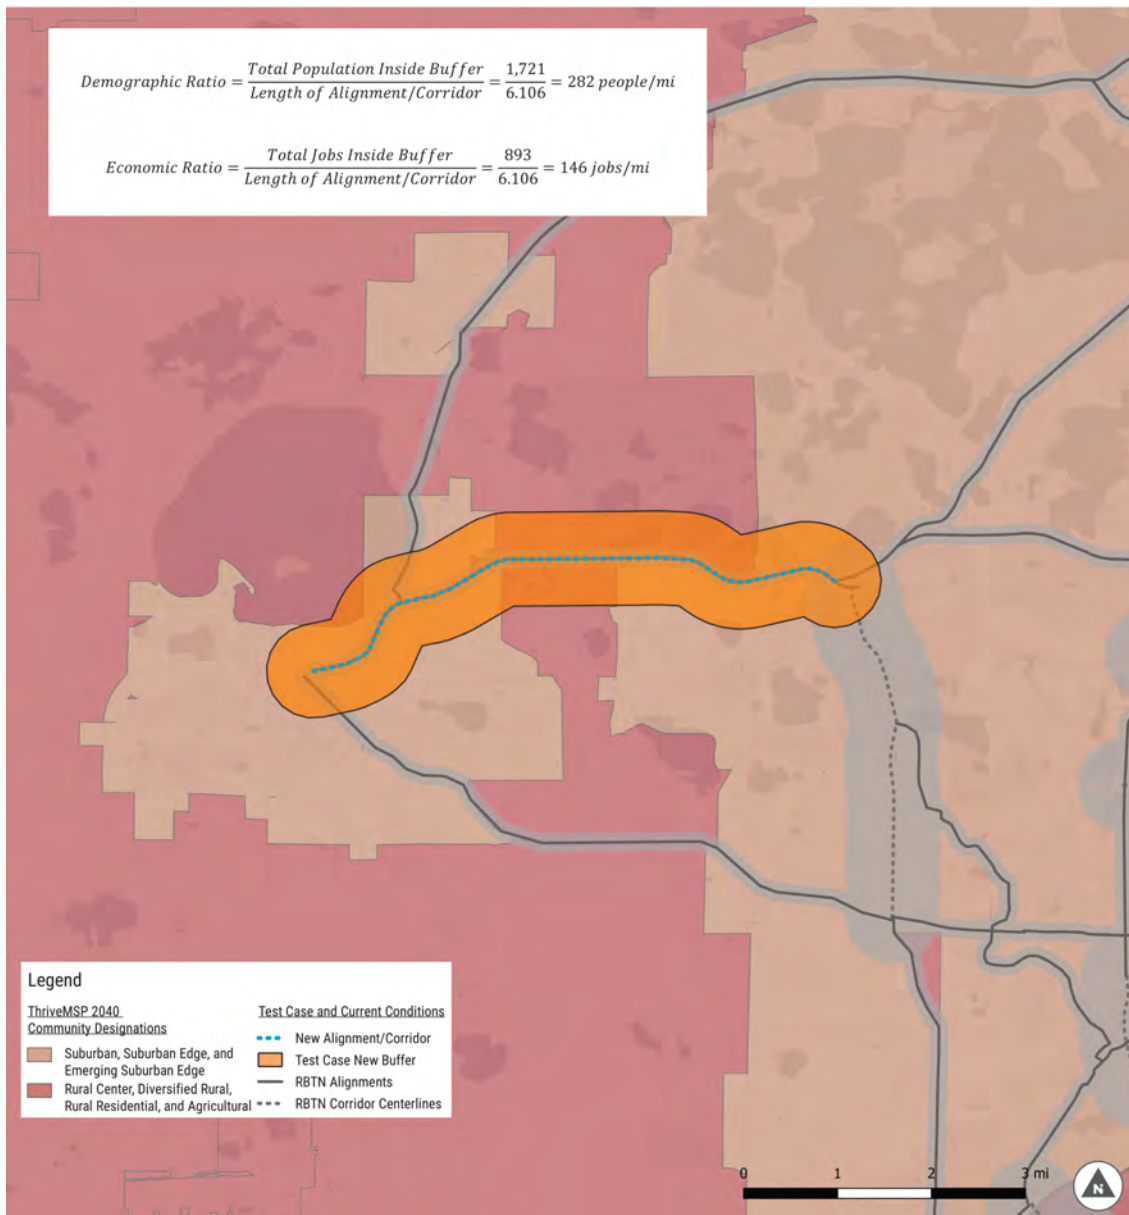 Demographic Ratio = Total Population Inside Buffer / Length of Alignment/Corridor = 1,721 / 6.106 = 282 people/mi
Economic Ratio = Total Jobs Inside Buffer / Length of Alignment/Corridor = 893 / 6.106 = 146 jobs/mi
Legend
ThriveMSP 2040
Community Designations
Suburban, Suburban Edge, and
Emerging Suburban Edge
Rural Center, Diversified Rural,
Rural Residential, and Agricultural
Test Case and Current Conditions
New Alignment/Corridor
Test Case New Buffer
RBTN Alignments
RBTN Corridor Centerlines
0 1 2 3 mi
N